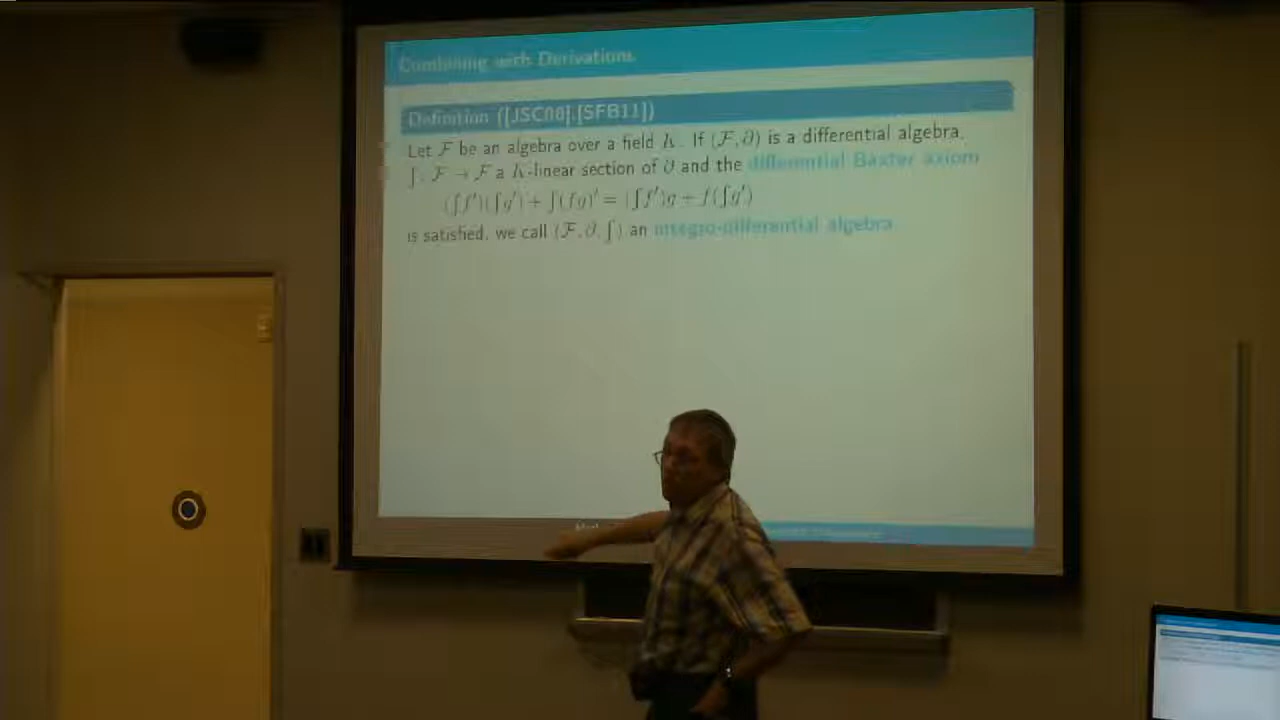 Combining with Derivations
Definition ([JSC08],[SFB11])
Let ℱ be an algebra over a field K. If (ℱ, ∂) is a differential algebra,
∫: ℱ → ℱ a K-linear section of ∂ and the differential Baxter axiom
(∫f′)(∫g′) + ∫(fg)′ = (∫f′)g + f(∫g′)
is satisfied, we call (ℱ, ∂, ∫) an integro-differential algebra.